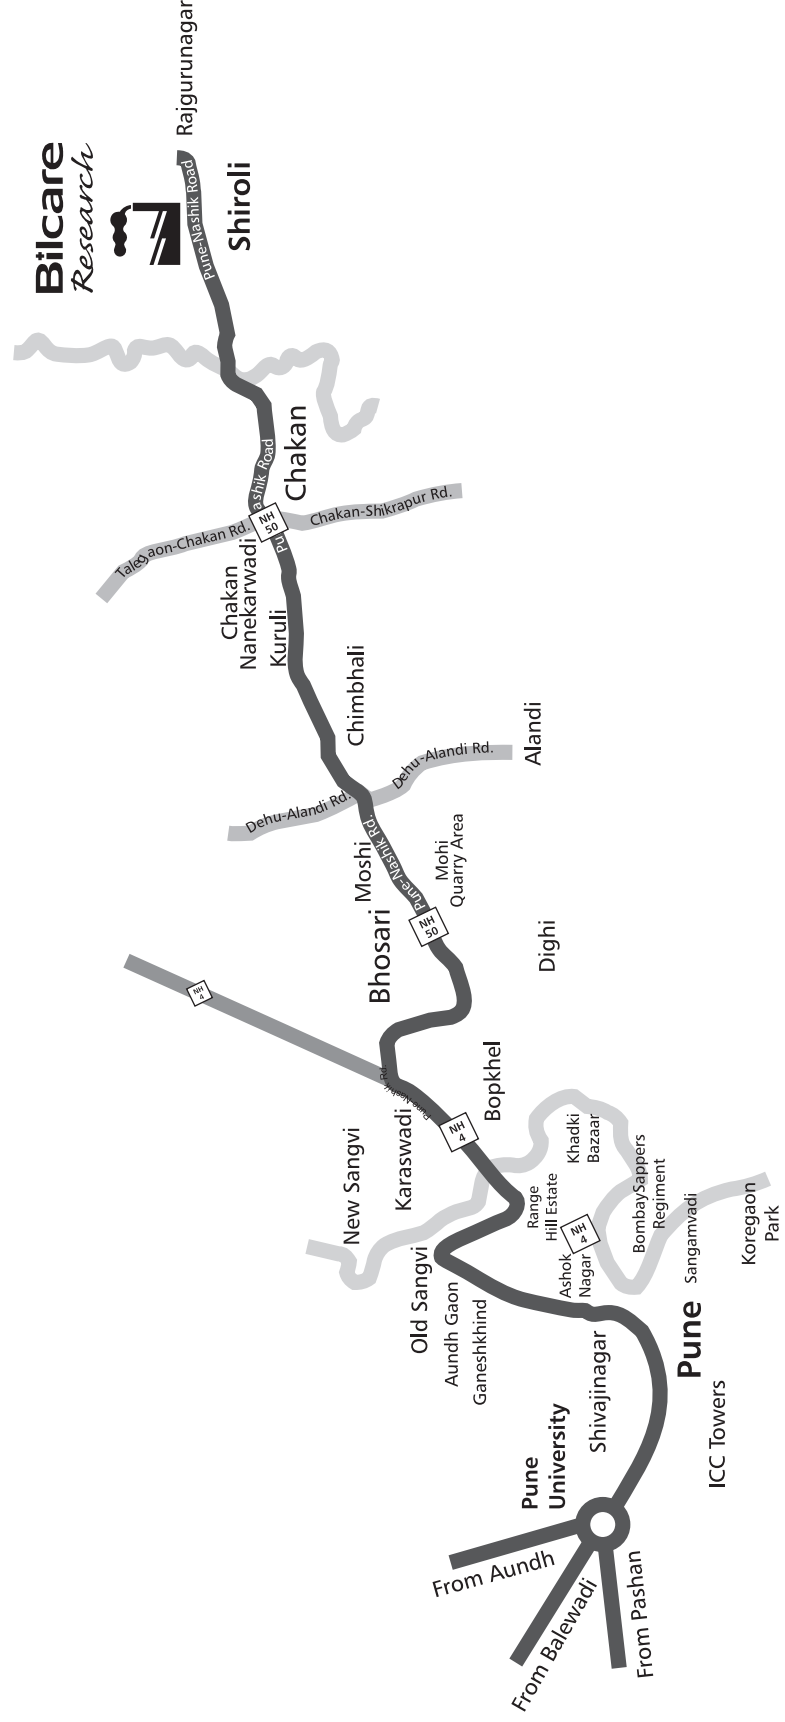 Rajgurunagar
Bilcare
Research
Pune-Nashik Road
Shiroli
ashik Road
Chakan
NH
50
Pu
Talegaon-Chakan Rd.
Chakan-Shikrapur Rd.
Chakan
Nanekarwadi
Kuruli
Chimbhali
Dehu-Alandi Rd.
Dehu-Alandi Rd.
Alandi
Pune-Nashik Rd.
Moshi
Mohi
Quarry Area
NH
50
Bhosari
Dighi
NH
4
Pune-Nashik Rd.
Bopkhel
NH
4
New Sangvi
Karaswadi
Khadki
Bazaar
Range
Hill Estate
BombaySappers
Regiment
NH
4
Sangamvadi
Koregaon
Park
Old Sangvi
Aundh Gaon
Ganeshkhind
Ashok
Nagar
Shivajinagar
Pune
ICC Towers
Pune
University
From Aundh
From Balewadi
From Pashan